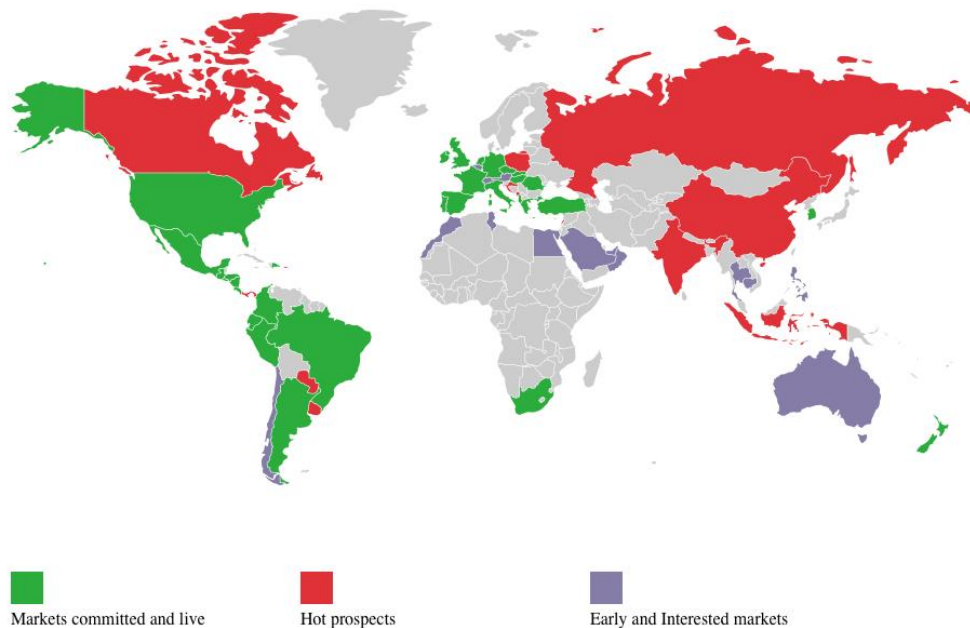 Markets committed and live
Hot prospects
Early and Interested markets